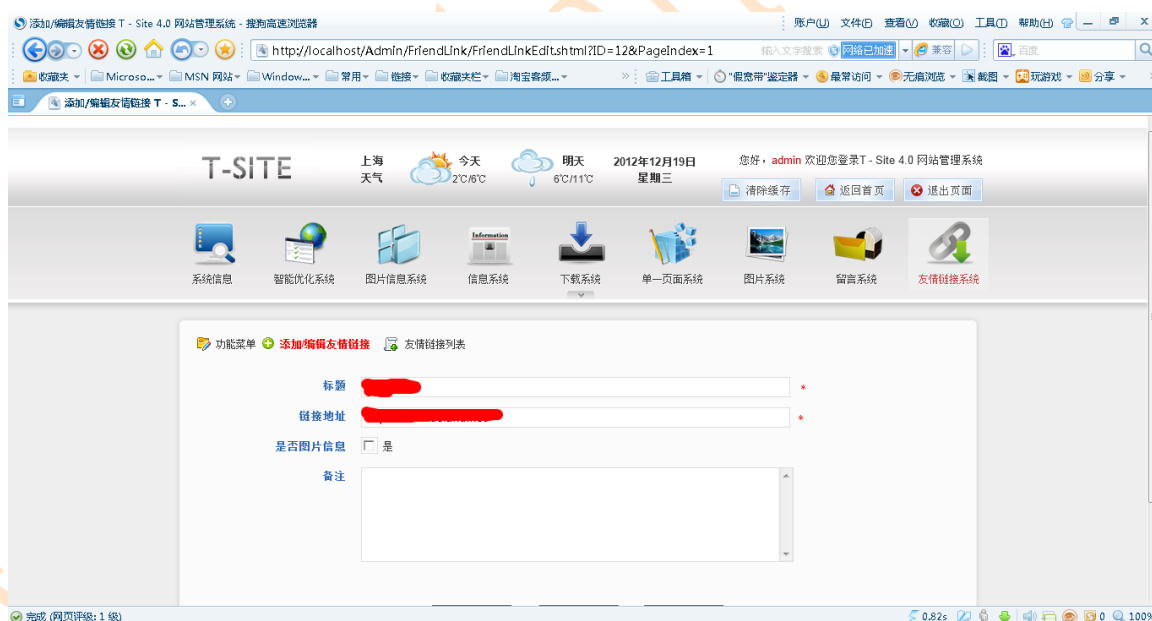 添加/编辑友情链接 T - Site 4.0 网站管理系统 - 搜狗高速浏览器
账户(U) 文件(F) 查看(V) 收藏(O) 工具(T) 帮助(H)
http://localhost/Admin/FriendLink/FriendLinkEdit.shtml?ID=12&PageIndex=1
输入文字搜索 网络已加速 兼容 百度
收藏夹 Microso... MSN 网站 Window... 常用 链接 收藏夹栏 淘宝客频... » 工具箱 "假宽带"鉴定器 最常访问 无痕浏览 截图 玩游戏 分享
添加/编辑友情链接 T - S... ×
T-SITE
上海 天气
今天 2℃/6℃
明天 6℃/11℃
2012年12月19日 星期三
您好，admin 欢迎您登录T - Site 4.0 网站管理系统
清除缓存 返回首页 退出页面
系统信息 智能优化系统 图片信息系统 信息系统 下载系统 单一页面系统 图片系统 留言系统 友情链接系统
Information
功能菜单 添加/编辑友情链接 友情链接列表
标题 *
链接地址 *
是否图片信息 是
备注
完成 (网页评级: 1 级) 0.82s 0 100%